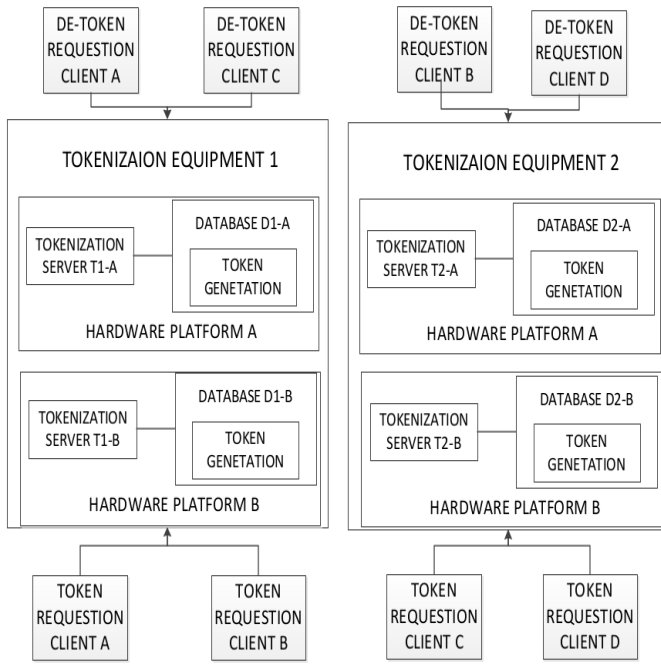 DE-TOKEN
REQUESTION
CLIENT A
DE-TOKEN
REQUESTION
CLIENT C
DE-TOKEN
REQUESTION
CLIENT B
DE-TOKEN
REQUESTION
CLIENT D
TOKENIZAION EQUIPMENT 1
TOKENIZATION
SERVER T1-A
DATABASE D1-A
TOKEN
GENETATION
HARDWARE PLATFORM A
TOKENIZATION
SERVER T1-B
DATABASE D1-B
TOKEN
GENETATION
HARDWARE PLATFORM B
TOKENIZAION EQUIPMENT 2
TOKENIZATION
SERVER T2-A
DATABASE D2-A
TOKEN
GENETATION
HARDWARE PLATFORM A
TOKENIZATION
SERVER T2-B
DATABASE D2-B
TOKEN
GENETATION
HARDWARE PLATFORM B
TOKEN
REQUESTION
CLIENT A
TOKEN
REQUESTION
CLIENT B
TOKEN
REQUESTION
CLIENT C
TOKEN
REQUESTION
CLIENT D